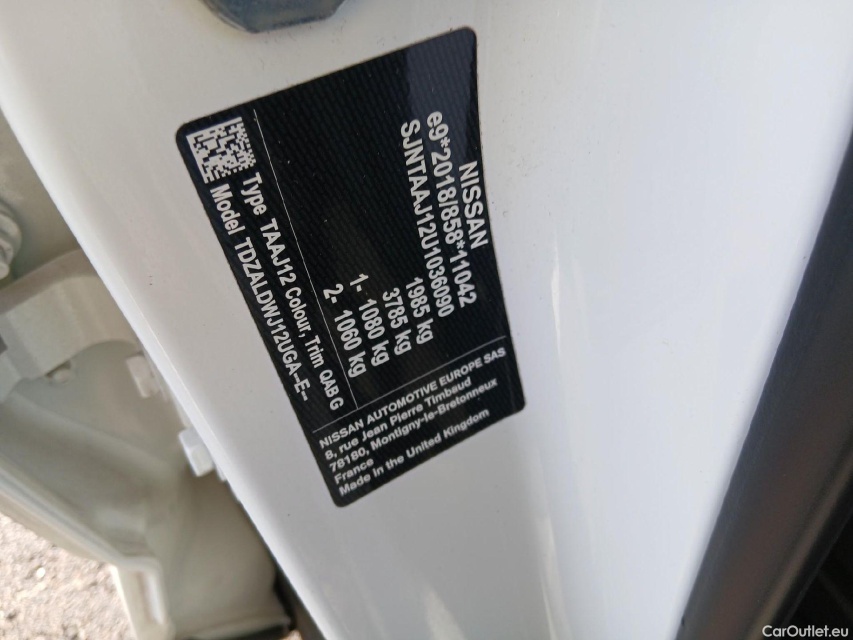 NISSAN
e9*2018/858*11042
SJNTAAJ12U1036090
1985 kg
3785 kg
1- 1080 kg
2- 1060 kg
Type TAAJ12 Colour, Trim QAB G
Model TDZALDWJ12UGA-E-
NISSAN AUTOMOTIVE EUROPE SAS
8, rue Jean Pierre Timbaud
78180, Montigny-le-Bretonneux
France
Made in the United Kingdom
CarOutlet.eu